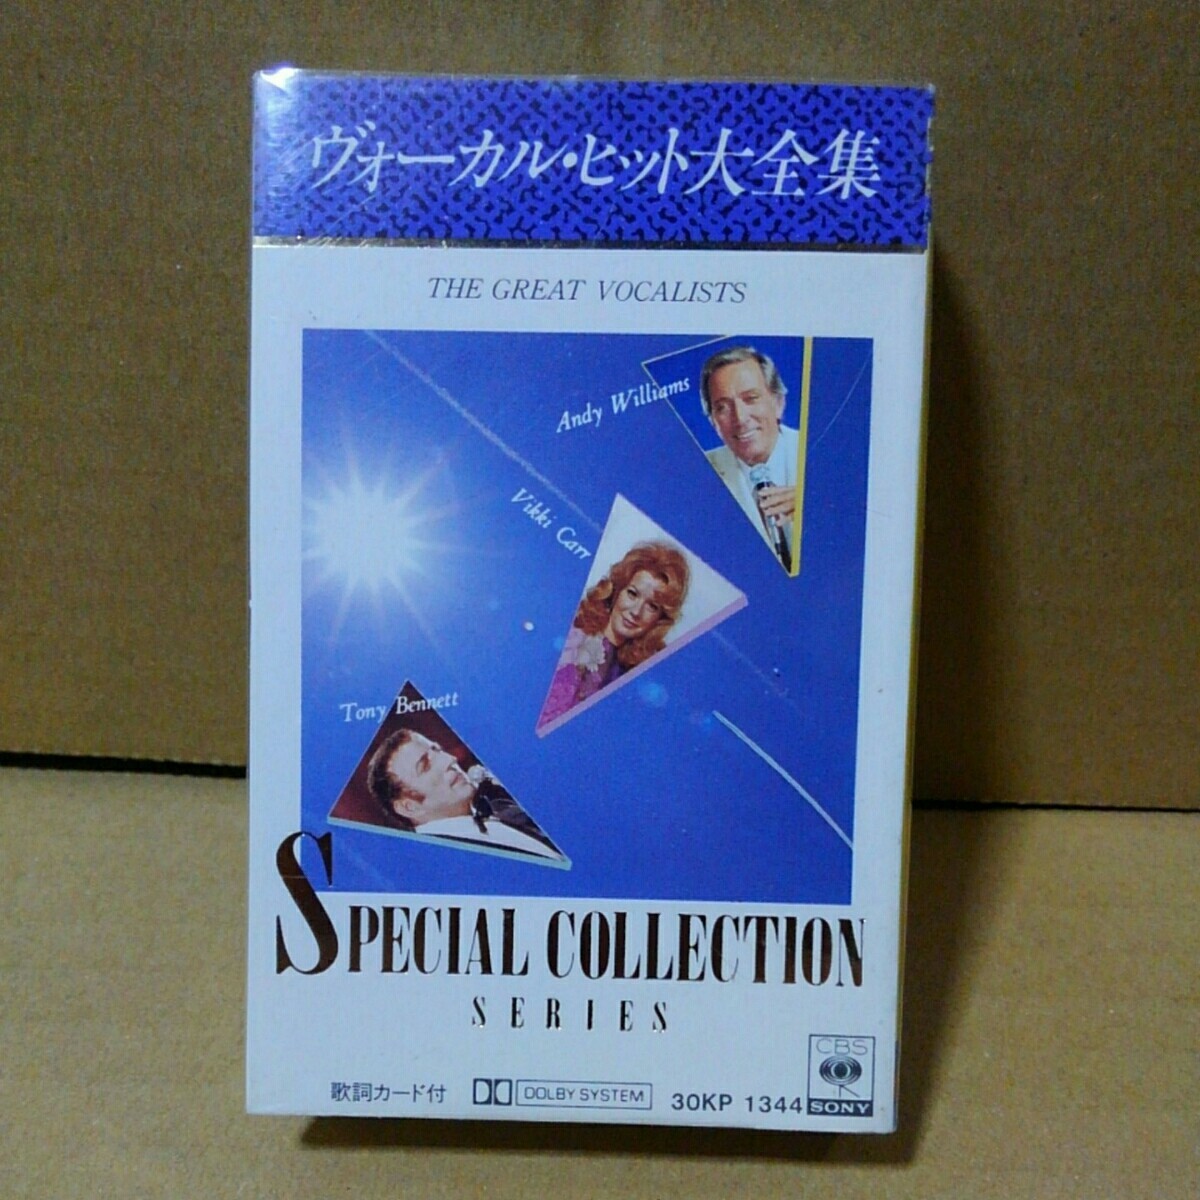 ヴォーカル・ヒット大全集
THE GREAT VOCALISTS
Andy Williams
Vikki Carr
Tony Bennett
SPECIAL COLLECTION
SERIES
歌詞カード付
DOLBY SYSTEM
30KP 1344
CBS
SONY